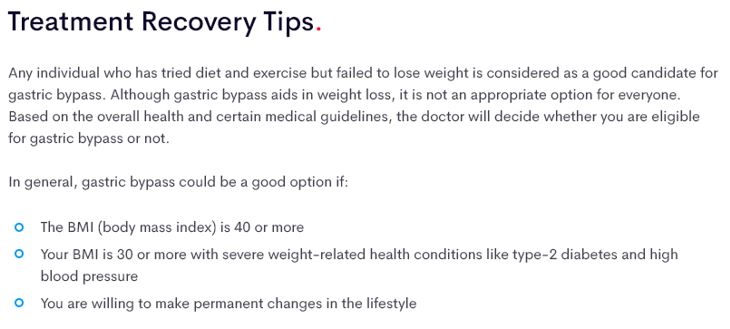 Treatment Recovery Tips.
Any individual who has tried diet and exercise but failed to lose weight is considered as a good candidate for
gastric bypass. Although gastric bypass aids in weight loss, it is not an appropriate option for everyone.
Based on the overall health and certain medical guidelines, the doctor will decide whether you are eligible
for gastric bypass or not.
In general, gastric bypass could be a good option if:
The BMI (body mass index) is 40 or more
Your BMI is 30 or more with severe weight-related health conditions like type-2 diabetes and high
blood pressure
You are willing to make permanent changes in the lifestyle